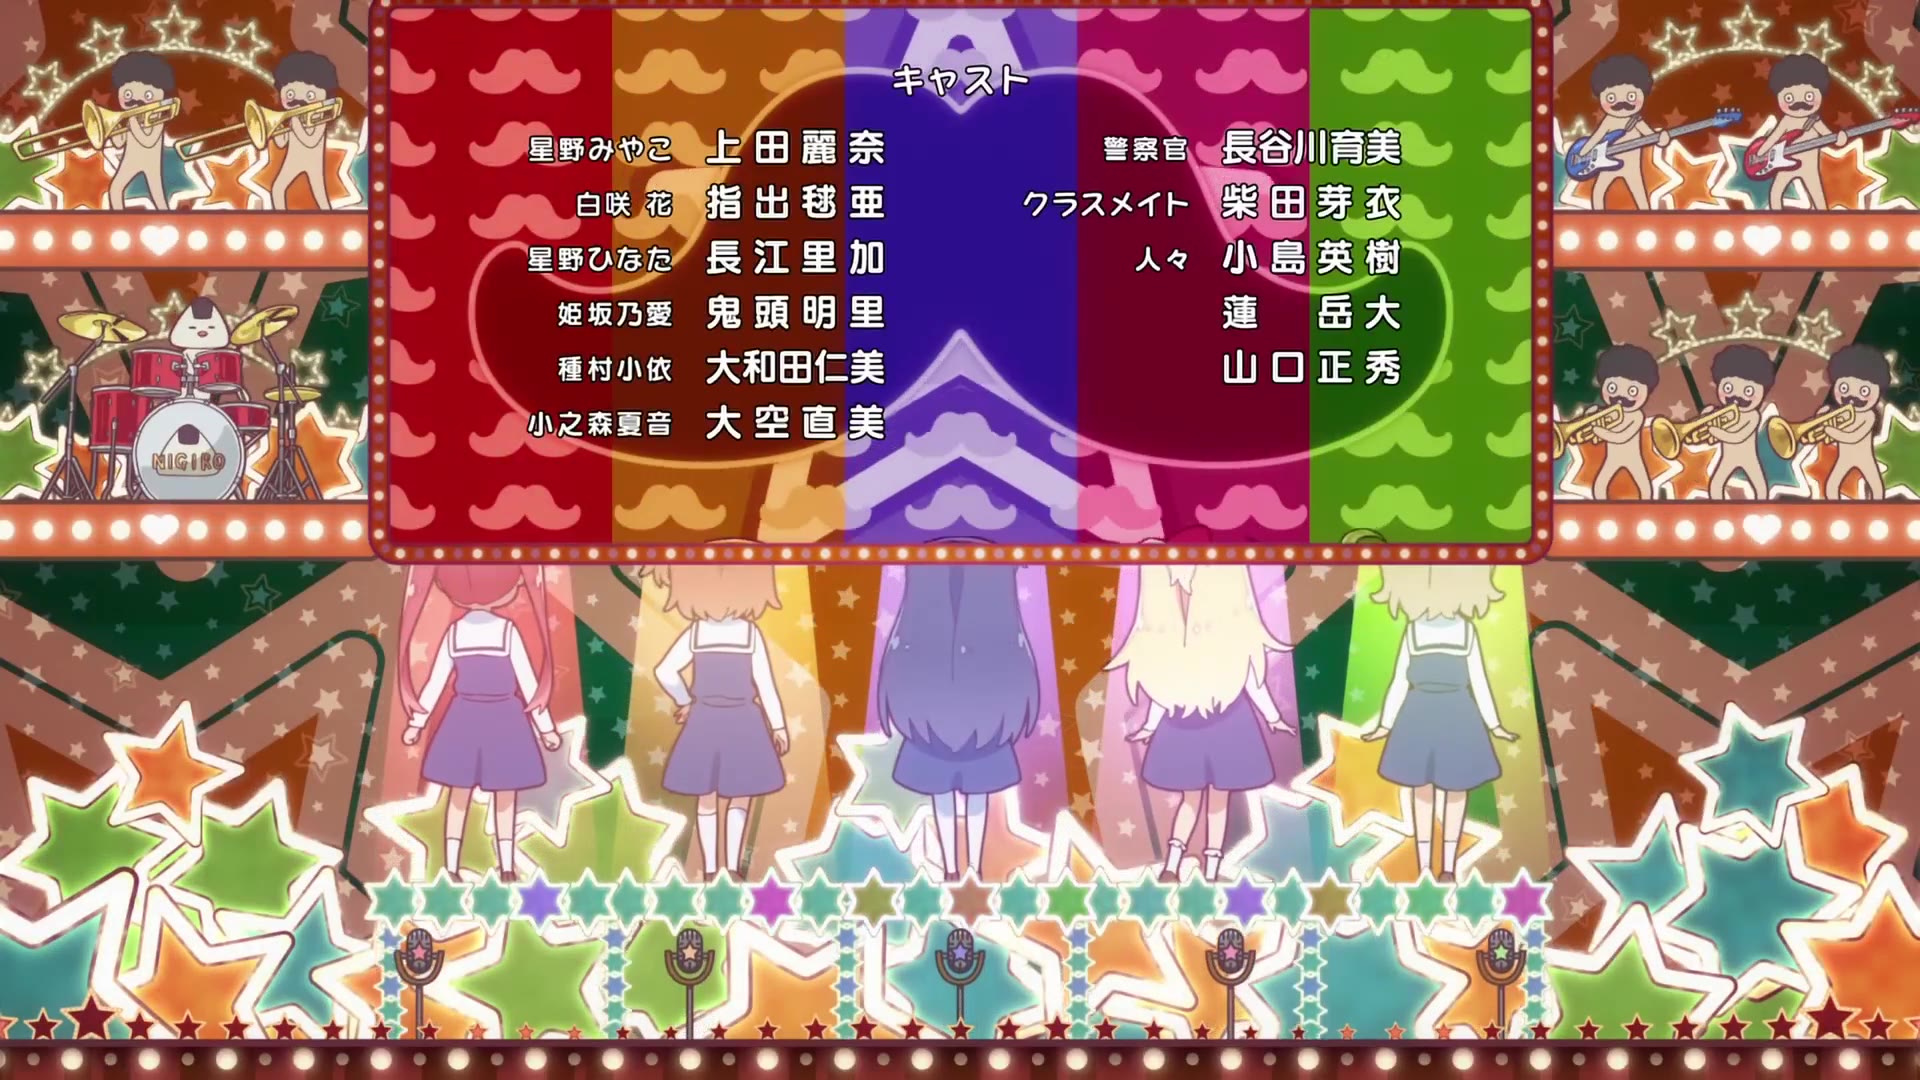 キャスト
星野みやこ 上田麗奈
白咲 花 指出毬亜
星野ひなた 長江里加
姫坂乃愛 鬼頭明里
種村小依 大和田仁美
小之森夏音 大空直美
警察官 長谷川育美
クラスメイト 柴田芽衣
人々 小島英樹
蓮 岳大
山口正秀
NIGIRO